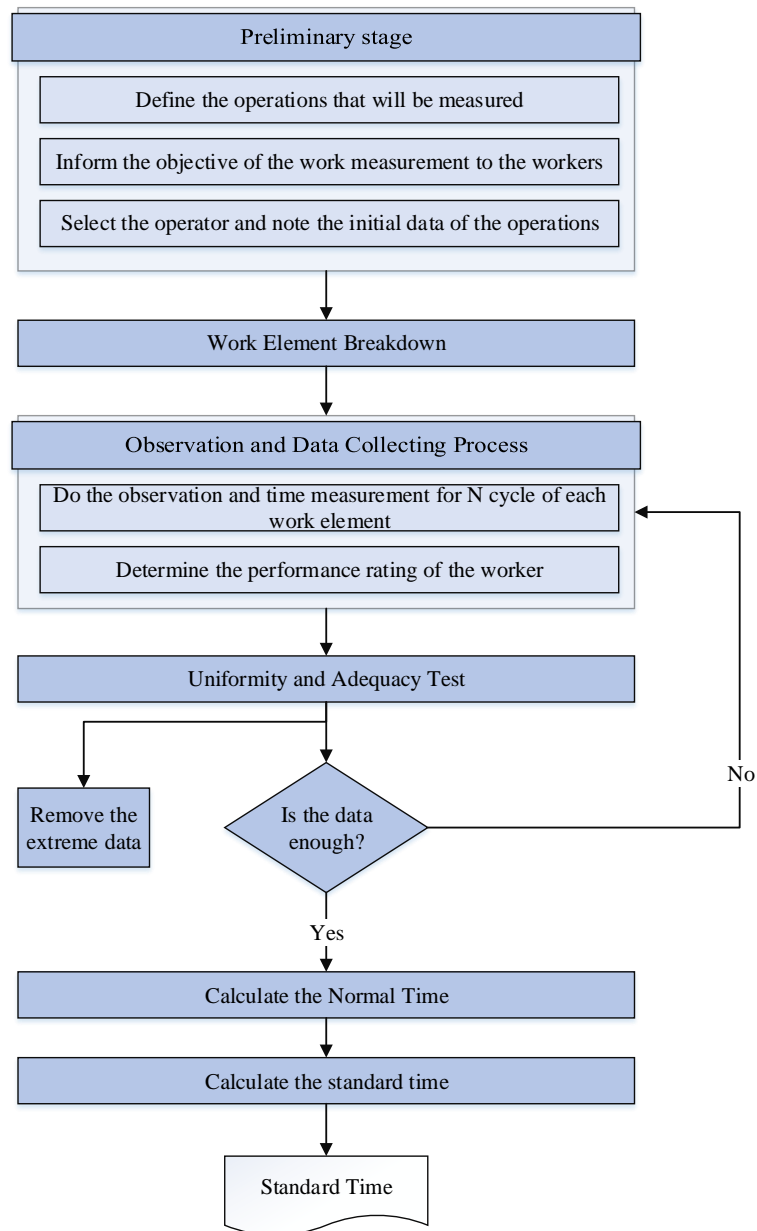 Preliminary stage
Define the operations that will be measured
Inform the objective of the work measurement to the workers
Select the operator and note the initial data of the operations
Work Element Breakdown
Observation and Data Collecting Process
Do the observation and time measurement for N cycle of each
work element
Determine the performance rating of the worker
Uniformity and Adequacy Test
Remove the
extreme data
Is the data
enough?
No
Yes
Calculate the Normal Time
Calculate the standard time
Standard Time